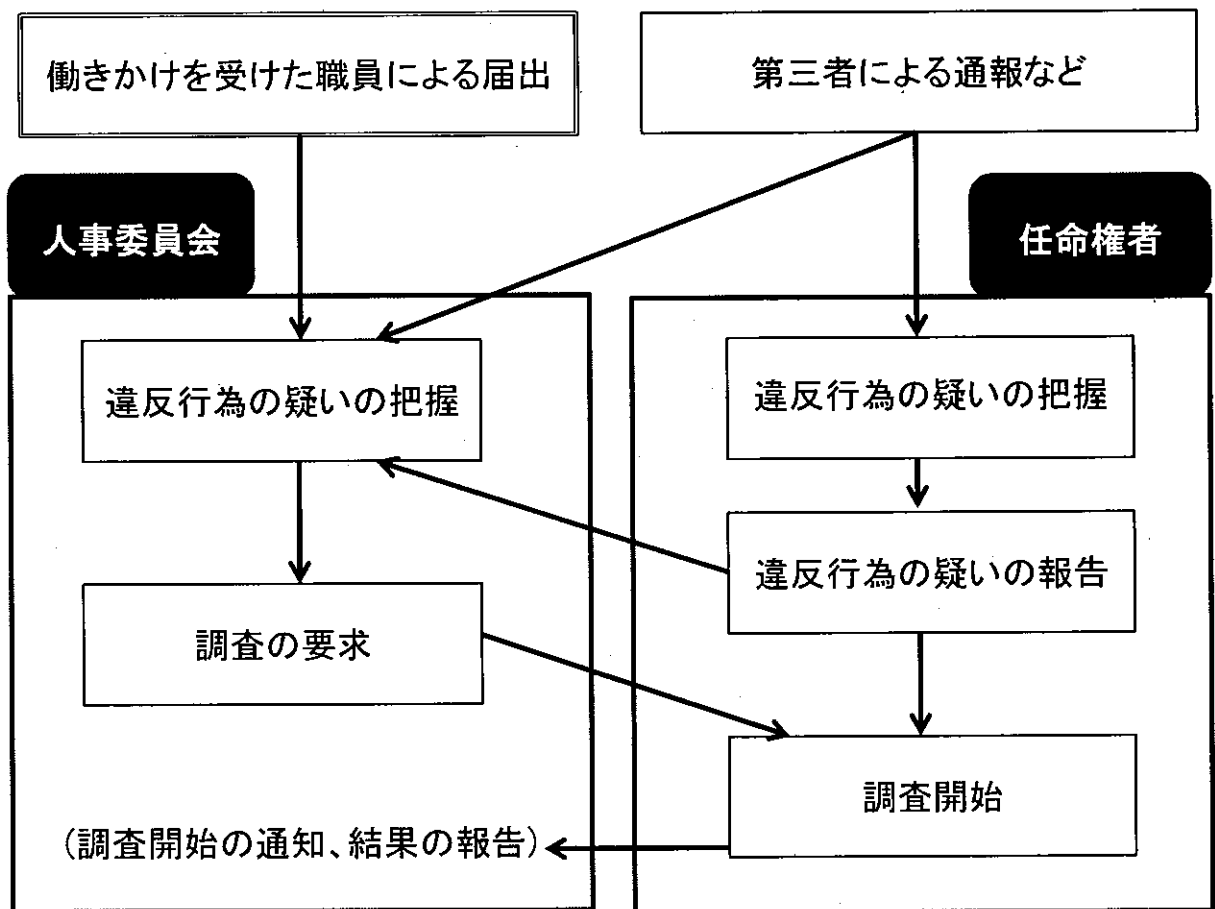 働きかけを受けた職員による届出
第三者による通報など
人事委員会
任命権者
違反行為の疑いの把握
違反行為の疑いの把握
違反行為の疑いの報告
調査の要求
調査開始
(調査開始の通知、結果の報告)